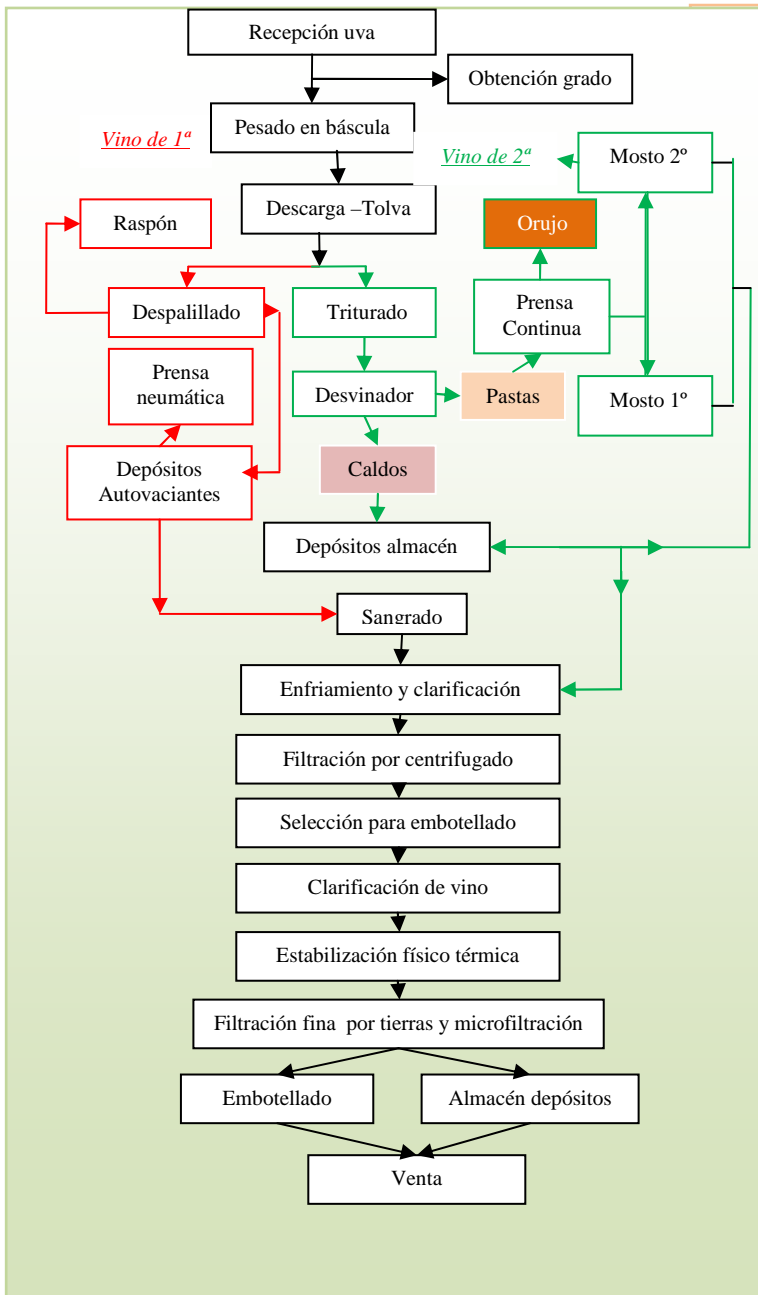 Recepción uva
Obtención grado
Pesado en báscula
Vino de 1ª
Vino de 2ª
Mosto 2º
Descarga –Tolva
Raspón
Orujo
Despalillado
Triturado
Prensa
Continua
Prensa
neumática
Desvinador
Pastas
Mosto 1º
Depósitos
Autovaciantes
Caldos
Depósitos almacén
Sangrado
Enfriamiento y clarificación
Filtración por centrifugado
Selección para embotellado
Clarificación de vino
Estabilización físico térmica
Filtración fina por tierras y microfiltración
Embotellado
Almacén depósitos
Venta